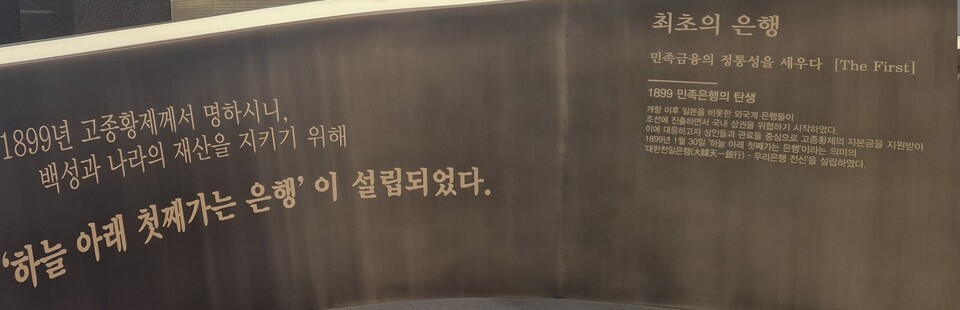 1899년 고종황제께서 명하시니,
백성과 나라의 재산을 지키기 위해
‘하늘 아래 첫째가는 은행’ 이 설립되었다.
최초의 은행
민족금융의 정통성을 세우다 [The First]
1899 민족은행의 탄생
개항 이후 일본을 비롯한 외국계 은행들이
조선에 진출하면서 국내 상권을 위협하기 시작하였다.
이에 대응하고자 상인들과 관료들 중심으로 고종황제의 자본금을 지원받아
1899년 1월 30일 ‘하늘 아래 첫째가는 은행’이라는 의미의
‘대한천일은행(大韓天一銀行) - 우리은행 전신’을 설립하였다.